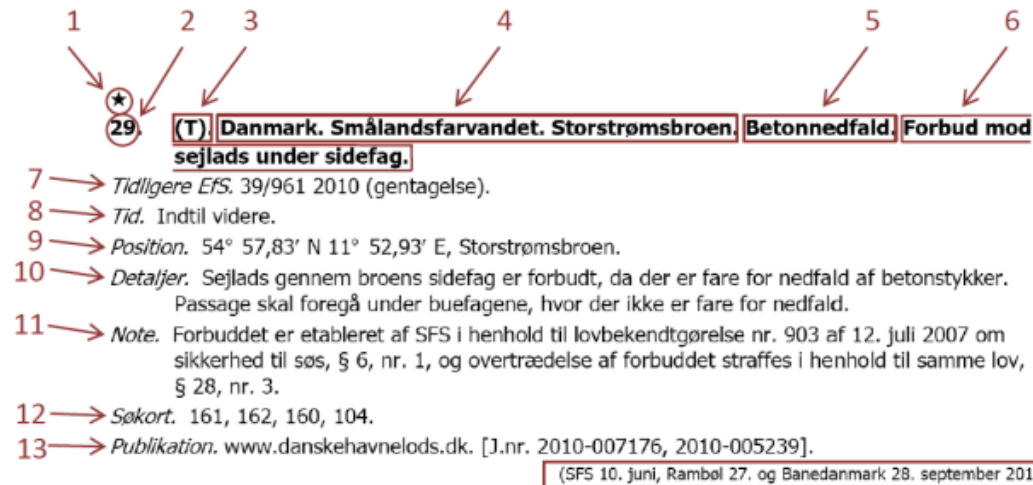 1 2 3 4 5 6
★
29. (T). Danmark. Smålandsfarvandet. Storstrømsbroen. Betonnedfald. Forbud mod
sejlads under sidefag.
7 Tidligere EfS. 39/961 2010 (gentagelse).
8 Tid. Indtil videre.
9 Position. 54° 57,83′ N 11° 52,93′ E, Storstrømsbroen.
10 Detaljer. Sejlads gennem broens sidefag er forbudt, da der er fare for nedfald af betonstykker.
Passage skal foregå under buefagene, hvor der ikke er fare for nedfald.
11 Note. Forbuddet er etableret af SFS i henhold til lovbekendtgørelse nr. 903 af 12. juli 2007 om
sikkerhed til søs, § 6, nr. 1, og overtrædelse af forbuddet straffes i henhold til samme lov,
§ 28, nr. 3.
12 Søkort. 161, 162, 160, 104.
13 Publikation. www.danskehavnelods.dk. [J.nr. 2010-007176, 2010-005239].
(SFS 10. juni, Rambøl 27. og Banedanmark 28. september 201